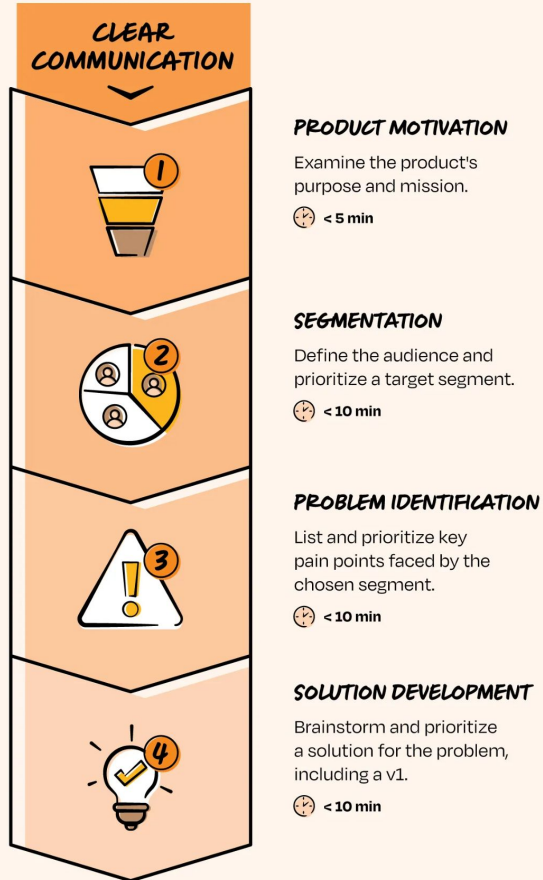 CLEAR
COMMUNICATION
1
PRODUCT MOTIVATION
Examine the product's
purpose and mission.
< 5 min
2
SEGMENTATION
Define the audience and
prioritize a target segment.
< 10 min
3
PROBLEM IDENTIFICATION
List and prioritize key
pain points faced by the
chosen segment.
< 10 min
4
SOLUTION DEVELOPMENT
Brainstorm and prioritize
a solution for the problem,
including a v1.
< 10 min